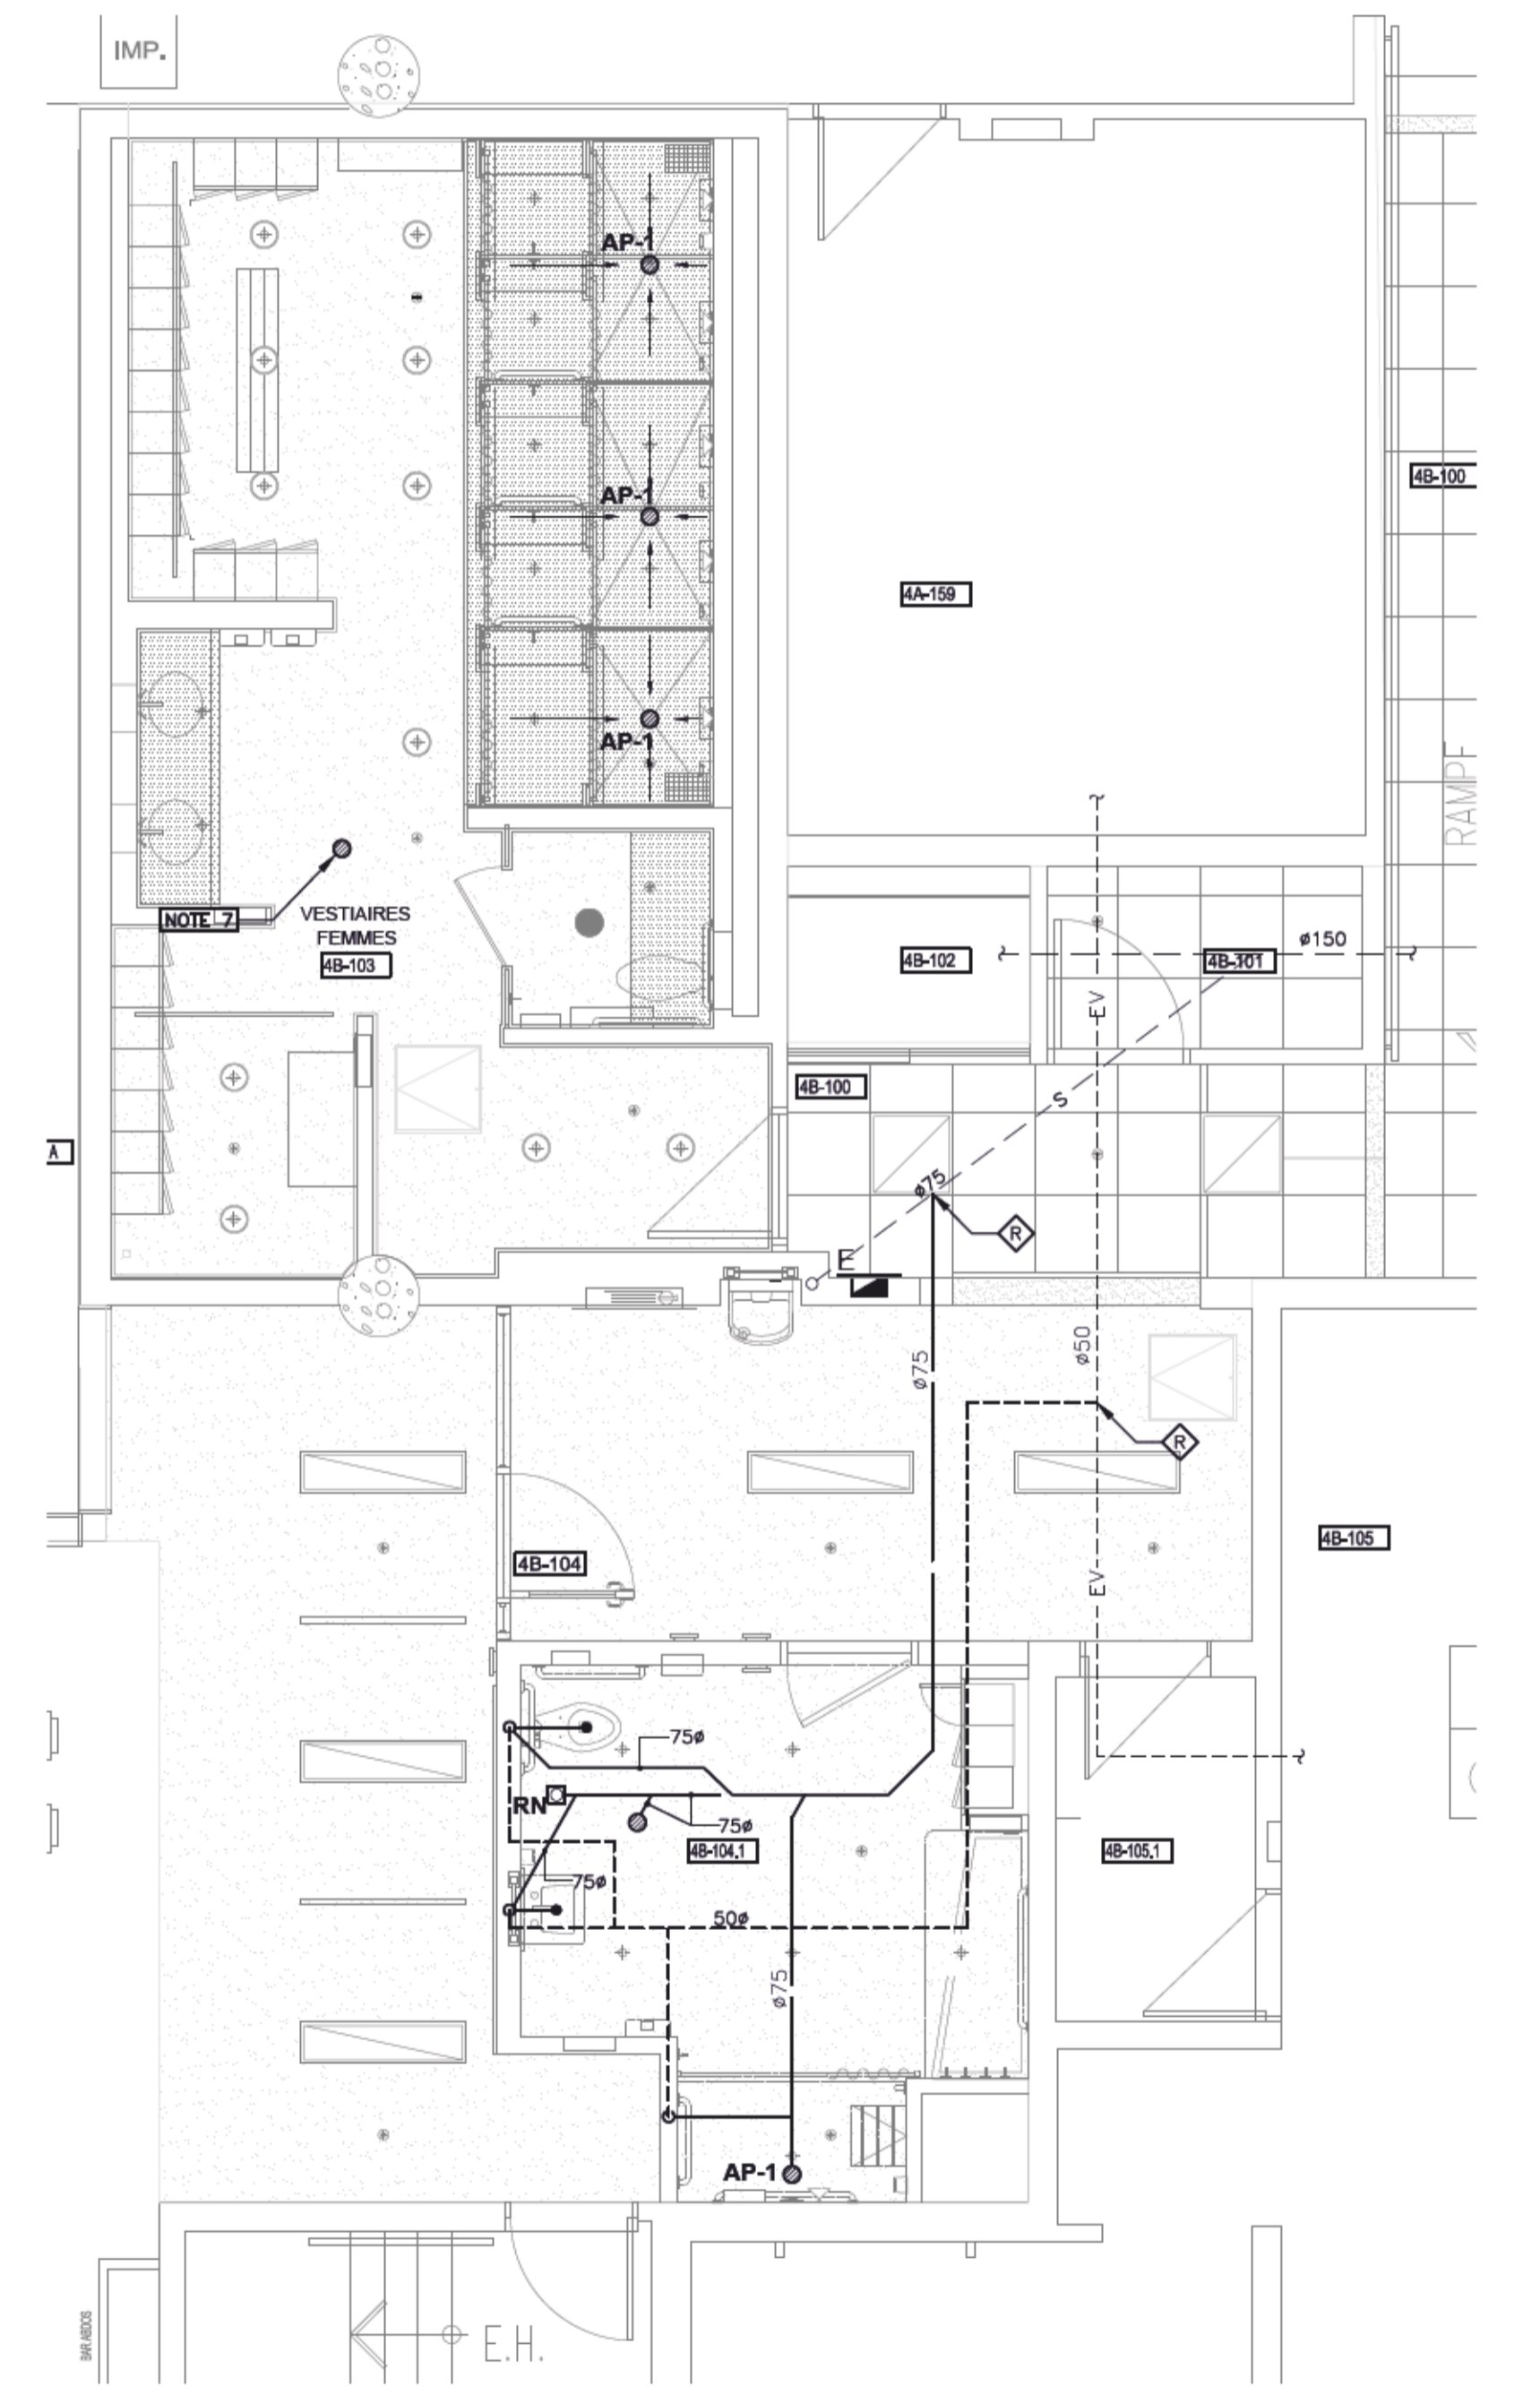 IMP.
AP-1
4B-100
AP-1
4A-159
AP-1
RAMPE
NOTE 7
VESTIAIRES
FEMMES
4B-103
4B-102
ø150
4B-101
EV
4B-100
S
A
ø75
R
E
ø50
ø75
R
4B-104
4B-105
EV
75ø
RN
75ø
4B-104.1
4B-105.1
75ø
50ø
ø75
AP-1
BAR ABDOS
E.H.